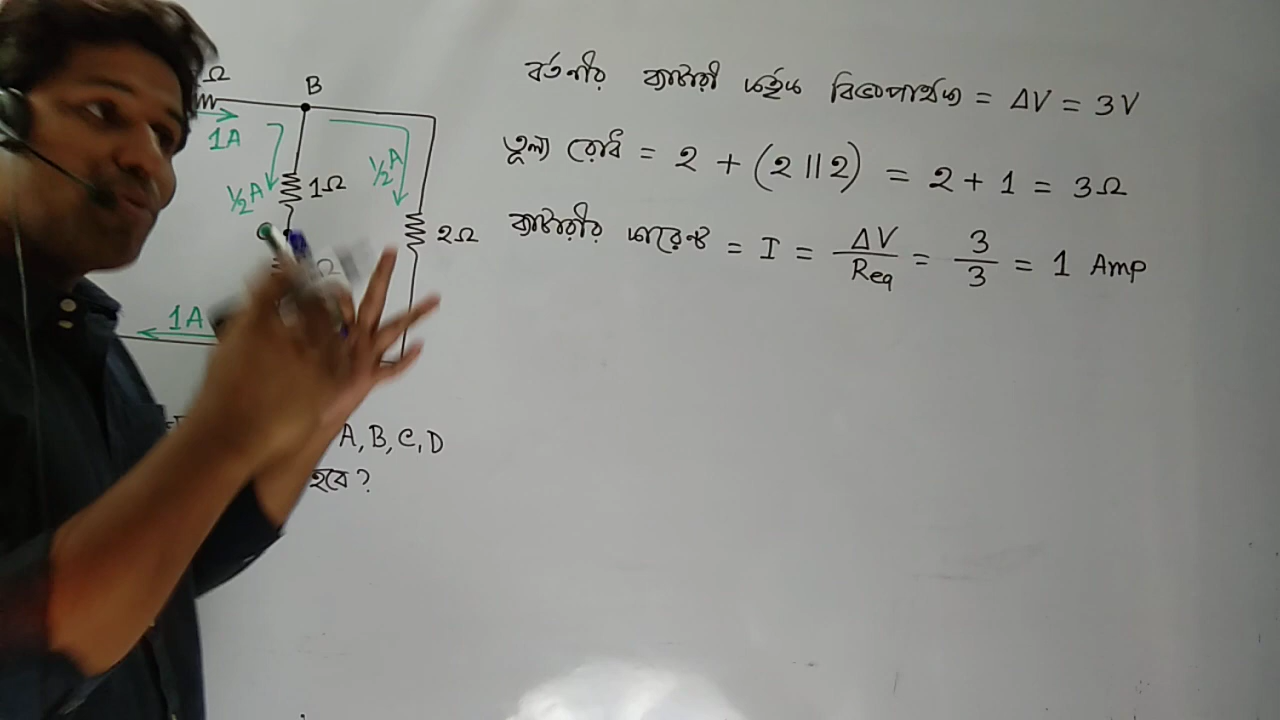 Ω
B
1A
½A
1Ω
½A
2Ω
C
Ω
1A
A, B, C, D
হবে?
বর্তনীর ব্যাটারী কর্তৃক বিভবপার্থক্য = ΔV = 3V
তূল্য রোধ = 2 + (2 || 2) = 2 + 1 = 3Ω
ব্যাটারীর কারেন্ট = I = ΔV / Req = 3 / 3 = 1 Amp